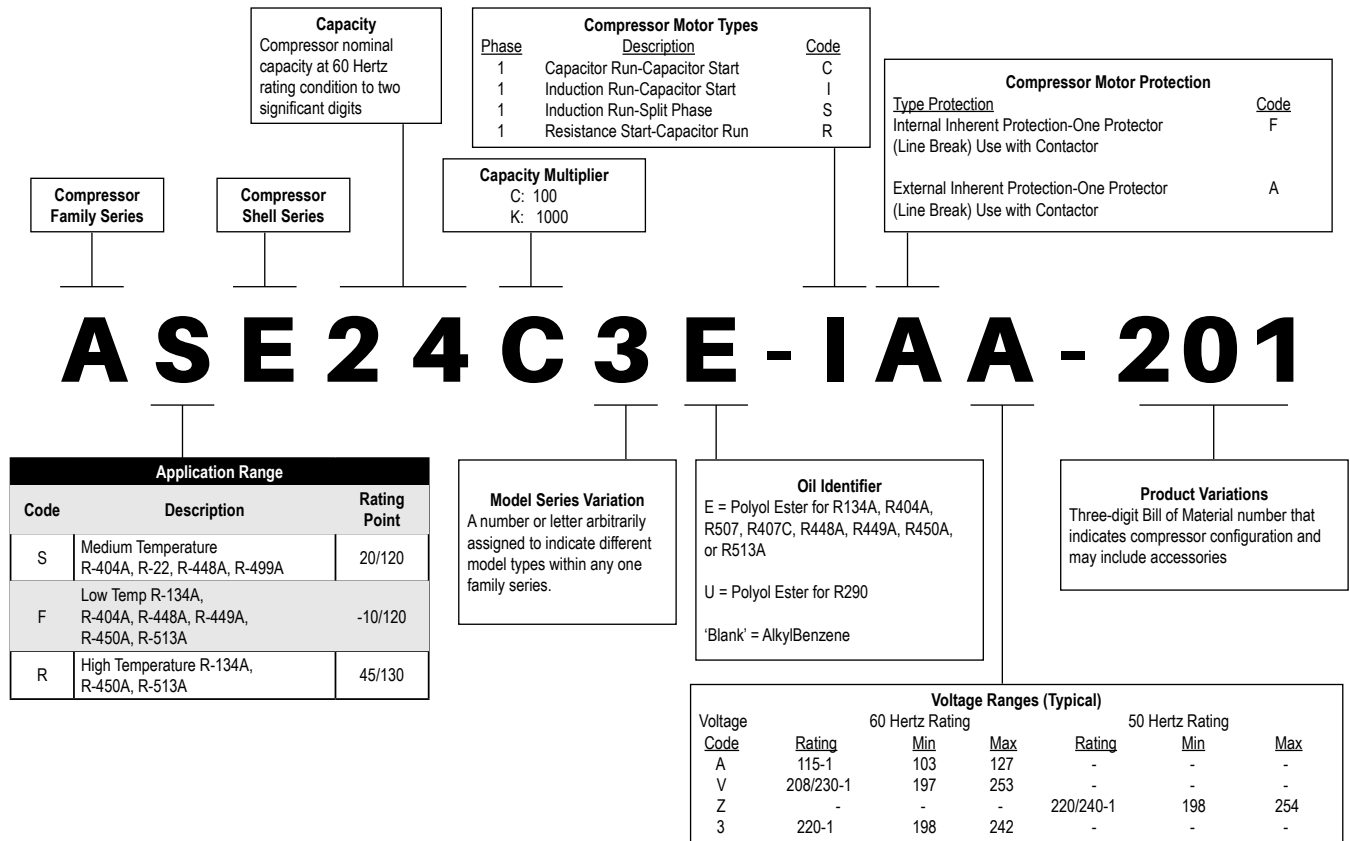 Capacity
Compressor nominal
capacity at 60 Hertz
rating condition to two
significant digits
Compressor Motor Types
Phase Description Code
1 Capacitor Run-Capacitor Start C
1 Induction Run-Capacitor Start I
1 Induction Run-Split Phase S
1 Resistance Start-Capacitor Run R
Compressor Motor Protection
Type Protection Code
Internal Inherent Protection-One Protector F
(Line Break) Use with Contactor
External Inherent Protection-One Protector A
(Line Break) Use with Contactor
Compressor
Family Series
Compressor
Shell Series
Capacity Multiplier
C: 100
K: 1000
ASE24C3E-IAA-201
Application Range
Code Description Rating
Point
S Medium Temperature
R-404A, R-22, R-448A, R-499A 20/120
F Low Temp R-134A,
R-404A, R-448A, R-449A,
R-450A, R-513A -10/120
R High Temperature R-134A,
R-450A, R-513A 45/130
Model Series Variation
A number or letter arbitrarily
assigned to indicate different
model types within any one
family series.
Oil Identifier
E = Polyol Ester for R134A, R404A,
R507, R407C, R448A, R449A, R450A,
or R513A
U = Polyol Ester for R290
‘Blank’ = AlkylBenzene
Product Variations
Three-digit Bill of Material number that
indicates compressor configuration and
may include accessories
Voltage Ranges (Typical)
Voltage 60 Hertz Rating 50 Hertz Rating
Code Rating Min Max Rating Min Max
A 115-1 103 127 - - -
V 208/230-1 197 253 - - -
Z - - - 220/240-1 198 254
3 220-1 198 242 - - -